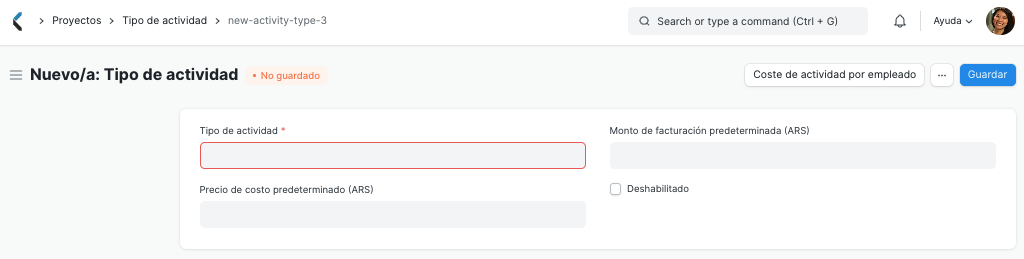 Proyectos
Tipo de actividad
new-activity-type-3
Search or type a command (Ctrl + G)
Ayuda
Nuevo/a: Tipo de actividad
• No guardado
Coste de actividad por empleado
...
Guardar
Tipo de actividad *
Monto de facturación predeterminada (ARS)
Precio de costo predeterminado (ARS)
Deshabilitado